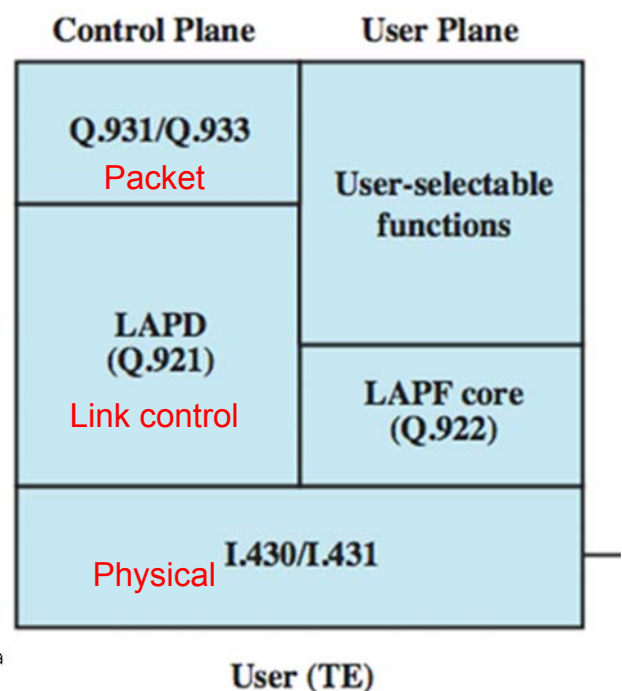 Control Plane
User Plane
Q.931/Q.933
Packet
User-selectable
functions
LAPD
(Q.921)
Link control
LAPF core
(Q.922)
Physical I.430/I.431
a
User (TE)